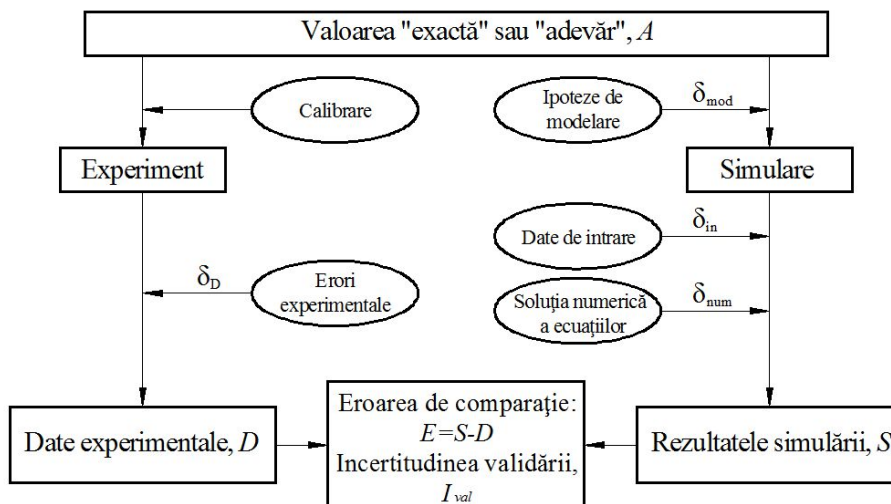 Valoarea "exactă" sau "adevăr", A
Calibrare
Ipoteze de
modelare
δmod
Experiment
Simulare
Date de intrare
δin
δD
Erori
experimentale
Soluția numerică
a ecuațiilor
δnum
Date experimentale, D
Eroarea de comparație:
E=S-D
Incertitudinea validării,
I val
Rezultatele simulării, S